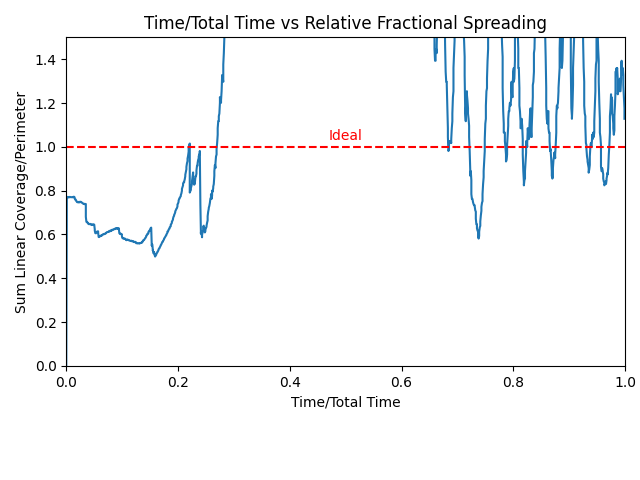 Time/Total Time vs Relative Fractional Spreading
Sum Linear Coverage/Perimeter
1.4
1.2
1.0
0.8
0.6
0.4
0.2
0.0
Ideal
0.0 0.2 0.4 0.6 0.8 1.0
Time/Total Time